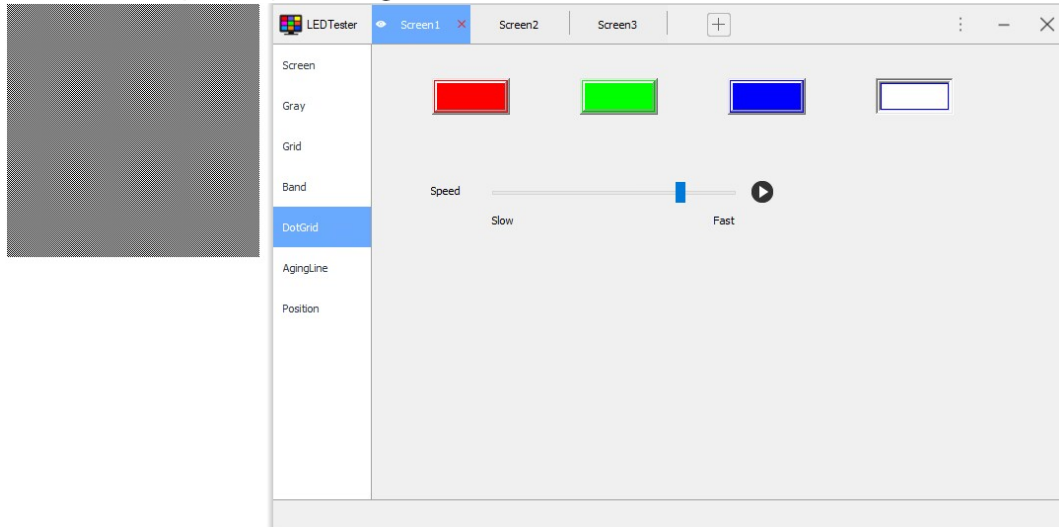 LEDTester Screen1 Screen2 Screen3
Screen
Gray
Grid
Band
Speed
Slow Fast
DotGrid
AgingLine
Position